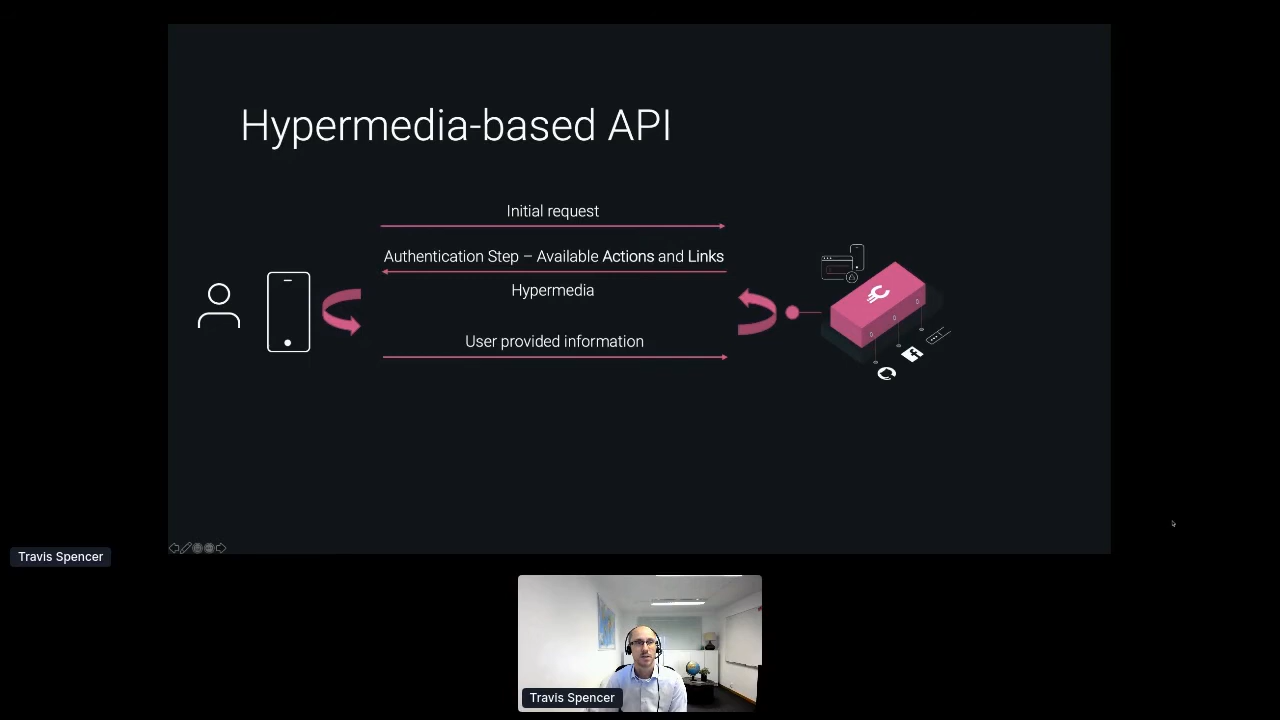 Hypermedia-based API
Initial request
Authentication Step – Available Actions and Links
Hypermedia
User provided information
Travis Spencer
Travis Spencer